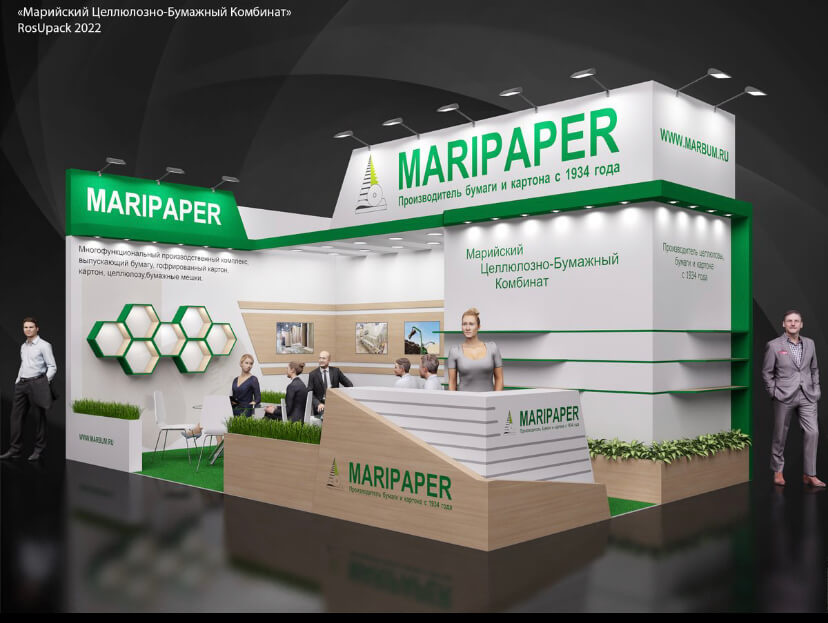 «Марийский Целлюлозно-Бумажный Комбинат»
RosUpack 2022
MARIPAPER
Производитель бумаги и картона с 1934 года
WWW.MARBUM.RU
MARIPAPER
Многофункциональный производственный комплекс,
выпускающий бумагу, гофрированный картон,
картон, целлюлозу,бумажные мешки.
Марийский
Целлюлозно-Бумажный
Комбинат
Производитель целлюлозы,
бумаги и картона
с 1934 года
MARIPAPER
Производитель бумаги и картона с 1934 года
WWW.MARBUM.RU
MARIPAPER
Производитель бумаги и картона с 1934 года